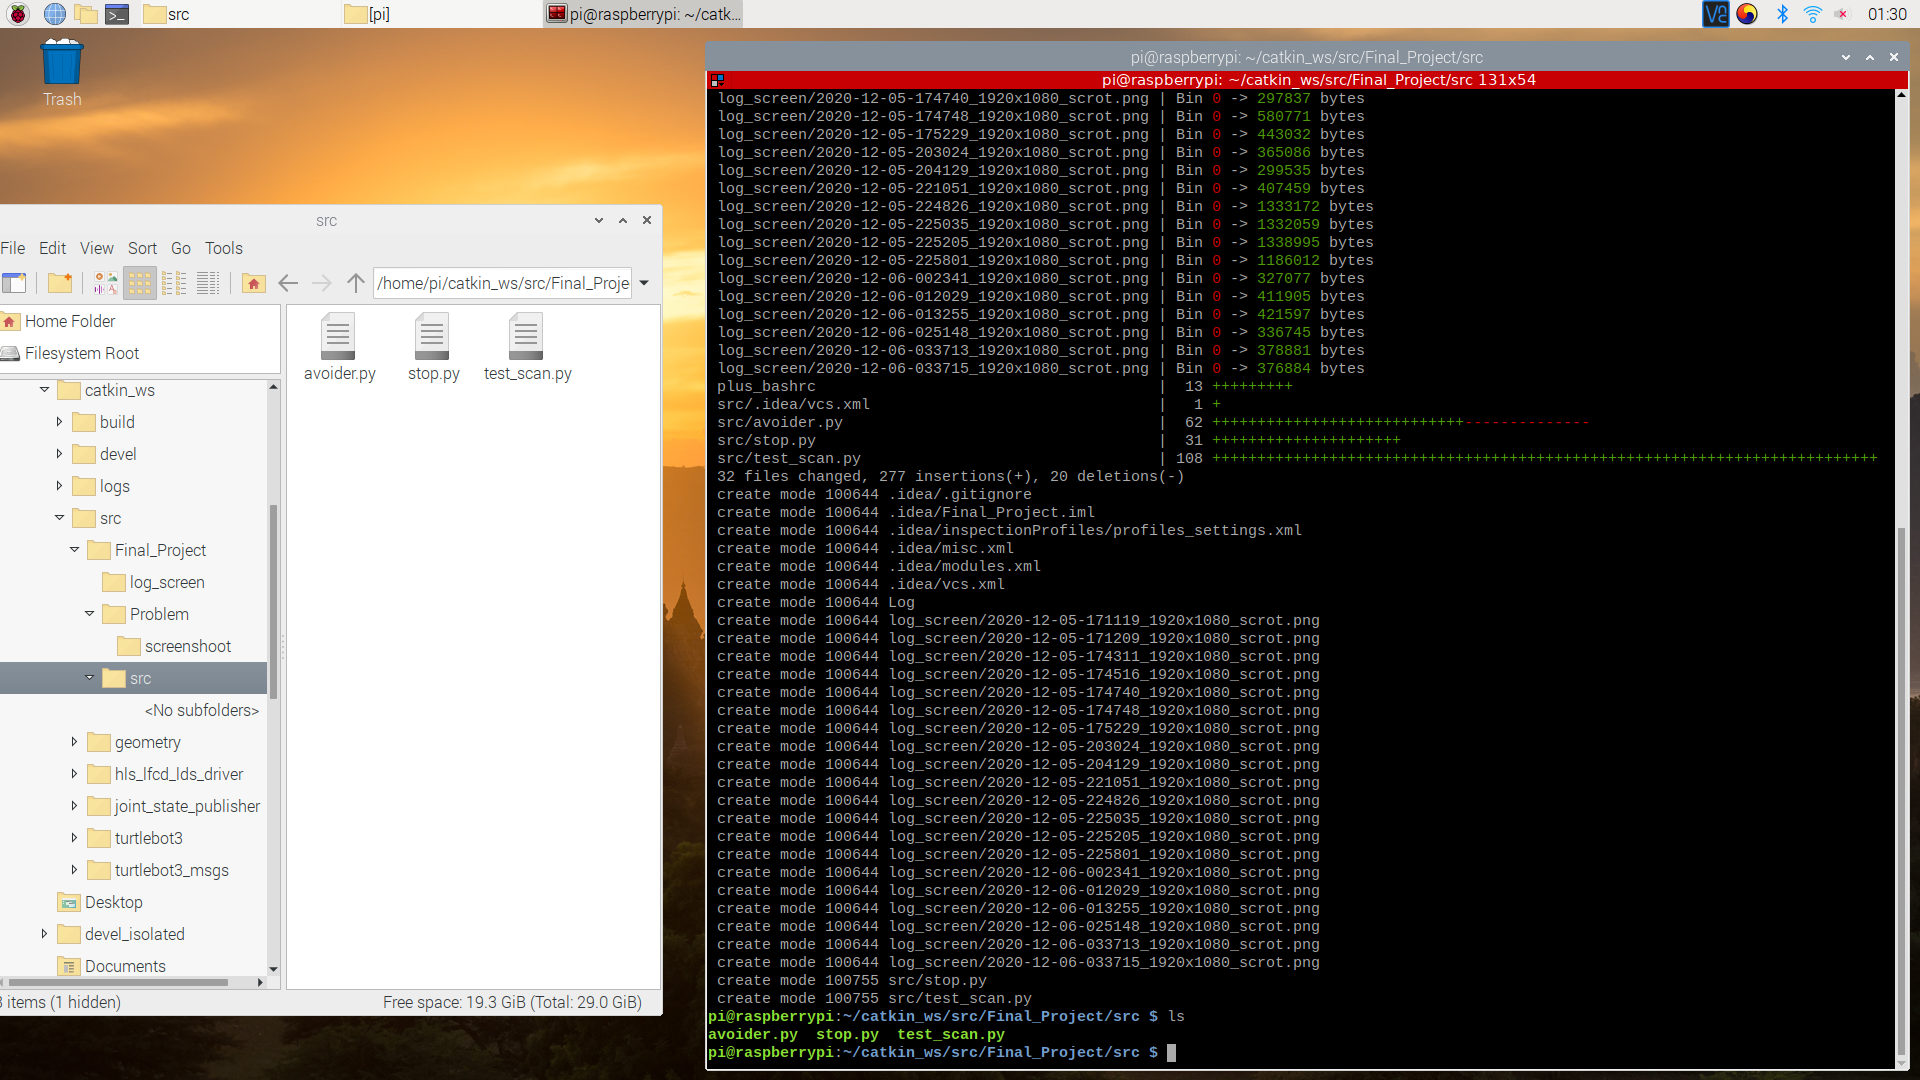 src
[pi]
pi@raspberrypi: ~/catk...
01:30
Trash
src
File Edit View Sort Go Tools
/home/pi/catkin_ws/src/Final_Proje
Home Folder
Filesystem Root
catkin_ws
build
devel
logs
src
Final_Project
log_screen
Problem
screenshoot
src
<No subfolders>
geometry
hls_lfcd_lds_driver
joint_state_publisher
turtlebot3
turtlebot3_msgs
Desktop
devel_isolated
Documents
avoider.py stop.py test_scan.py
3 items (1 hidden) Free space: 19.3 GiB (Total: 29.0 GiB)
pi@raspberrypi: ~/catkin_ws/src/Final_Project/src
pi@raspberrypi: ~/catkin_ws/src/Final_Project/src 131x54
log_screen/2020-12-05-174740_1920x1080_scrot.png | Bin 0 -> 297837 bytes
log_screen/2020-12-05-174748_1920x1080_scrot.png | Bin 0 -> 580771 bytes
log_screen/2020-12-05-175229_1920x1080_scrot.png | Bin 0 -> 443032 bytes
log_screen/2020-12-05-203024_1920x1080_scrot.png | Bin 0 -> 365086 bytes
log_screen/2020-12-05-204129_1920x1080_scrot.png | Bin 0 -> 299535 bytes
log_screen/2020-12-05-221051_1920x1080_scrot.png | Bin 0 -> 407459 bytes
log_screen/2020-12-05-224826_1920x1080_scrot.png | Bin 0 -> 1333172 bytes
log_screen/2020-12-05-225035_1920x1080_scrot.png | Bin 0 -> 1332059 bytes
log_screen/2020-12-05-225205_1920x1080_scrot.png | Bin 0 -> 1338995 bytes
log_screen/2020-12-05-225801_1920x1080_scrot.png | Bin 0 -> 1186012 bytes
log_screen/2020-12-06-002341_1920x1080_scrot.png | Bin 0 -> 327077 bytes
log_screen/2020-12-06-012029_1920x1080_scrot.png | Bin 0 -> 411905 bytes
log_screen/2020-12-06-013255_1920x1080_scrot.png | Bin 0 -> 421597 bytes
log_screen/2020-12-06-025148_1920x1080_scrot.png | Bin 0 -> 336745 bytes
log_screen/2020-12-06-033713_1920x1080_scrot.png | Bin 0 -> 378881 bytes
log_screen/2020-12-06-033715_1920x1080_scrot.png | Bin 0 -> 376884 bytes
plus_bashrc | 13 +++++++++
src/.idea/vcs.xml | 1 +
src/avoider.py | 62 ++++++++++++++++++++++++++++--------------
src/stop.py | 31 +++++++++++++++++++++
src/test_scan.py | 108 ++++++++++++++++++++++++++++++++++++++++++++++++++++++++++++++++++++++++++
32 files changed, 277 insertions(+), 20 deletions(-)
create mode 100644 .idea/.gitignore
create mode 100644 .idea/Final_Project.iml
create mode 100644 .idea/inspectionProfiles/profiles_settings.xml
create mode 100644 .idea/misc.xml
create mode 100644 .idea/modules.xml
create mode 100644 .idea/vcs.xml
create mode 100644 Log
create mode 100644 log_screen/2020-12-05-171119_1920x1080_scrot.png
create mode 100644 log_screen/2020-12-05-171209_1920x1080_scrot.png
create mode 100644 log_screen/2020-12-05-174311_1920x1080_scrot.png
create mode 100644 log_screen/2020-12-05-174516_1920x1080_scrot.png
create mode 100644 log_screen/2020-12-05-174740_1920x1080_scrot.png
create mode 100644 log_screen/2020-12-05-174748_1920x1080_scrot.png
create mode 100644 log_screen/2020-12-05-175229_1920x1080_scrot.png
create mode 100644 log_screen/2020-12-05-203024_1920x1080_scrot.png
create mode 100644 log_screen/2020-12-05-204129_1920x1080_scrot.png
create mode 100644 log_screen/2020-12-05-221051_1920x1080_scrot.png
create mode 100644 log_screen/2020-12-05-224826_1920x1080_scrot.png
create mode 100644 log_screen/2020-12-05-225035_1920x1080_scrot.png
create mode 100644 log_screen/2020-12-05-225205_1920x1080_scrot.png
create mode 100644 log_screen/2020-12-05-225801_1920x1080_scrot.png
create mode 100644 log_screen/2020-12-06-002341_1920x1080_scrot.png
create mode 100644 log_screen/2020-12-06-012029_1920x1080_scrot.png
create mode 100644 log_screen/2020-12-06-013255_1920x1080_scrot.png
create mode 100644 log_screen/2020-12-06-025148_1920x1080_scrot.png
create mode 100644 log_screen/2020-12-06-033713_1920x1080_scrot.png
create mode 100644 log_screen/2020-12-06-033715_1920x1080_scrot.png
create mode 100755 src/stop.py
create mode 100755 src/test_scan.py
pi@raspberrypi:~/catkin_ws/src/Final_Project/src $ ls
avoider.py stop.py test_scan.py
pi@raspberrypi:~/catkin_ws/src/Final_Project/src $